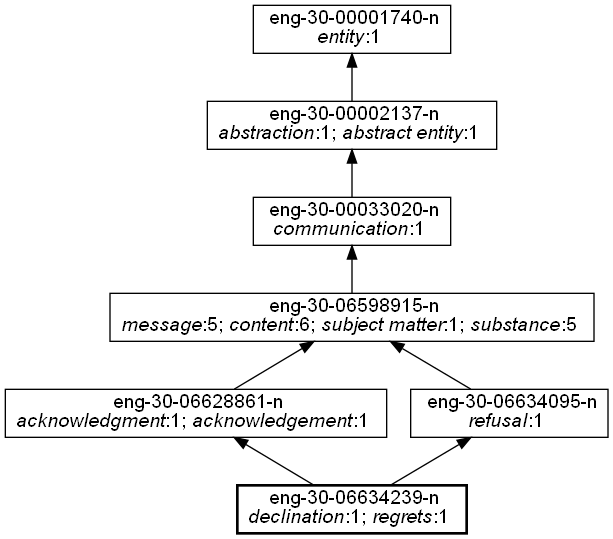 eng-30-00001740-n
entity:1
eng-30-00002137-n
abstraction:1; abstract entity:1
eng-30-00033020-n
communication:1
eng-30-06598915-n
message:5; content:6; subject matter:1; substance:5
eng-30-06628861-n
acknowledgment:1; acknowledgement:1
eng-30-06634095-n
refusal:1
eng-30-06634239-n
declination:1; regrets:1